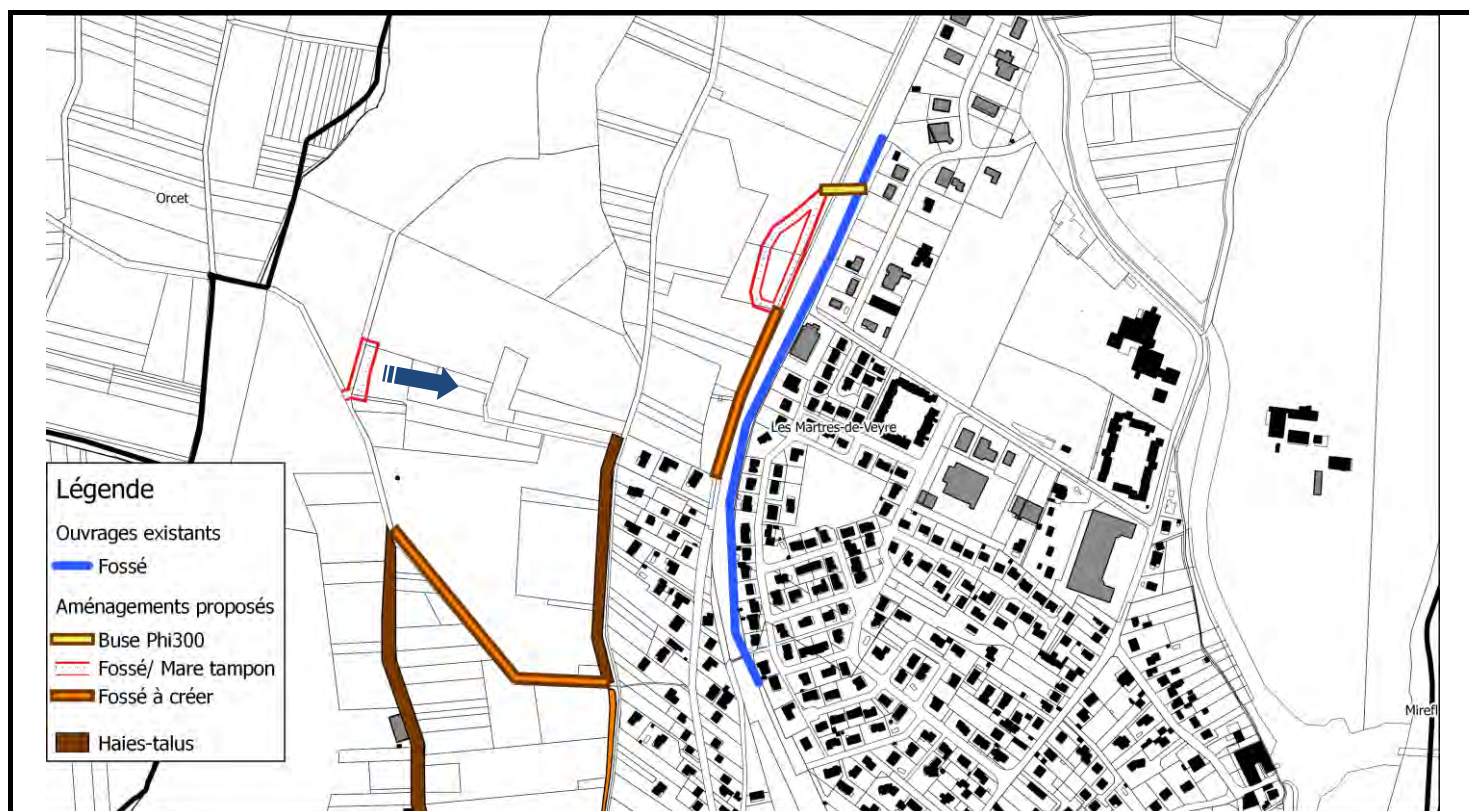 Orcet
Les Martres-de-Veyre
Légende
Ouvrages existants
Fossé
Aménagements proposés
Buse Phi300
Fossé/ Mare tampon
Fossé à créer
Haies-talus
Mirefl